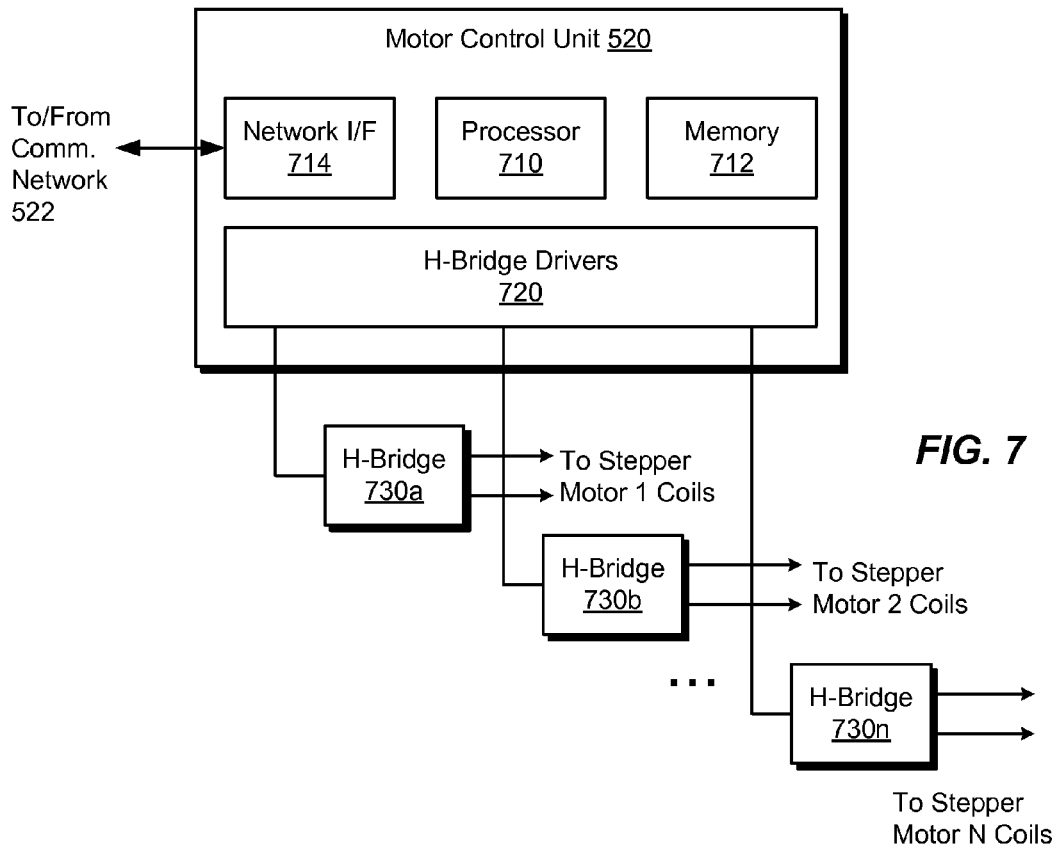 Motor Control Unit 520
To/From
Comm.
Network
522
Network I/F
714
Processor
710
Memory
712
H-Bridge Drivers
720
H-Bridge
730a
To Stepper
Motor 1 Coils
FIG. 7
H-Bridge
730b
To Stepper
Motor 2 Coils
...
H-Bridge
730n
To Stepper
Motor N Coils